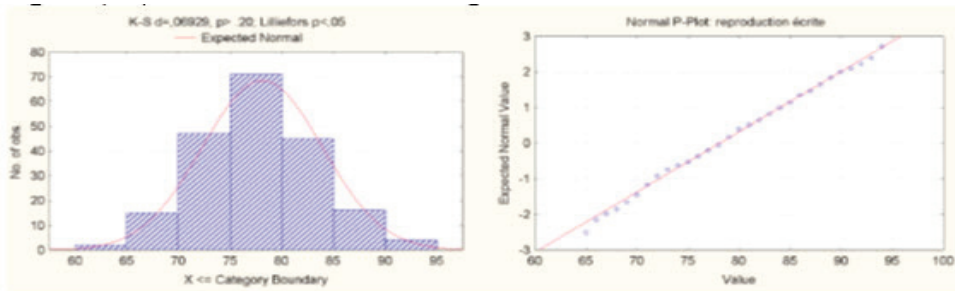 K-S d=,06929, p> .20; Lilliefors p<,05
Expected Normal
80
70
60
50
40
30
20
10
0
No. of obs.
60 65 70 75 80 85 90 95
X <= Category Boundary
Normal P-Plot: reproduction écrite
3
2
1
0
-1
-2
-3
Expected Normal Value
60 65 70 75 80 85 90 95 100
Value